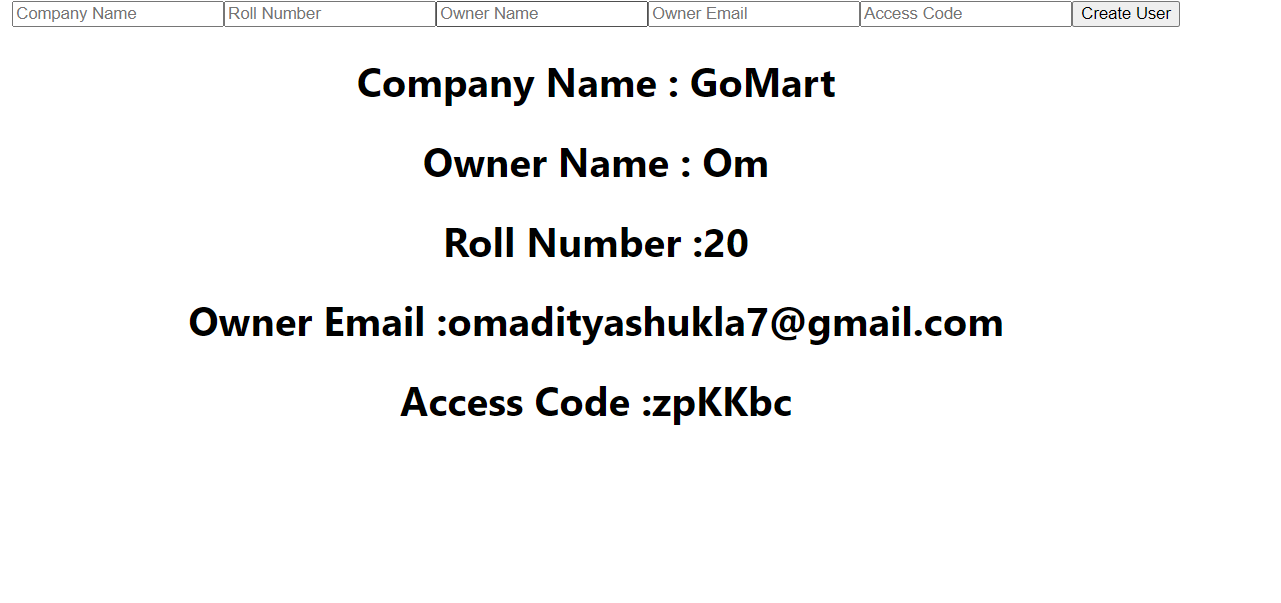 Company Name Roll Number Owner Name Owner Email Access Code Create User
Company Name : GoMart
Owner Name : Om
Roll Number :20
Owner Email :omadityashukla7@gmail.com
Access Code :zpKKbc